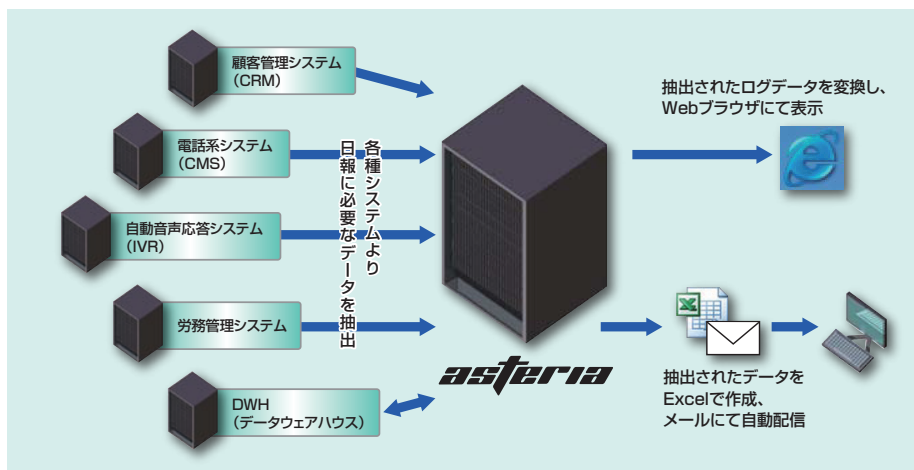 顧客管理システム
（CRM）
電話系システム
（CMS）
自動音声応答システム
（IVR）
労務管理システム
DWH
（データウェアハウス）
各種システムより
日報に必要なデータを抽出
asteria
抽出されたログデータを変換し、
Webブラウザにて表示
抽出されたデータを
Excelで作成、
メールにて自動配信